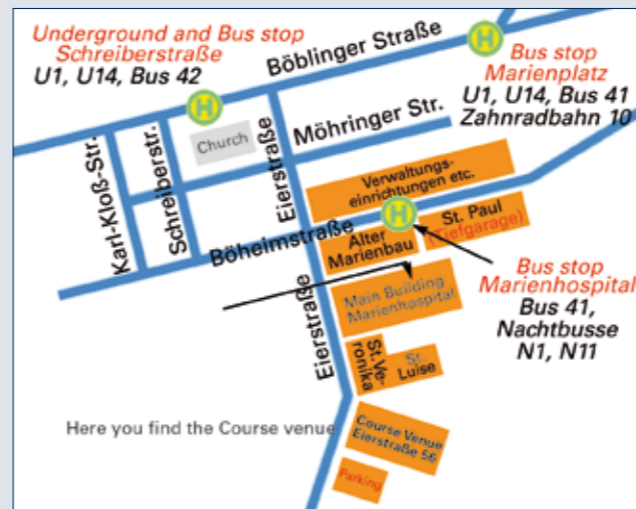 Underground and Bus stop
Schreiberstraße
U1, U14, Bus 42
Böblinger Straße
H
H
Bus stop
Marienplatz
U1, U14, Bus 41
Zahnradbahn 10
Church
Möhringer Str.
Karl-Kloß-Str.
Schreiberstr.
Eierstraße
Verwaltungs-
einrichtungen etc.
H
Böheimstraße
Alter
Marienbau
St. Paul
(Tiefgarage)
Bus stop
Marienhospital
Bus 41,
Nachtbusse
N1, N11
Main Building
Marienhospital
Eierstraße
St. Ve-
ronika
St.
Luise
Here you find the Course venue
Course Venue
Eierstraße 56
Parking